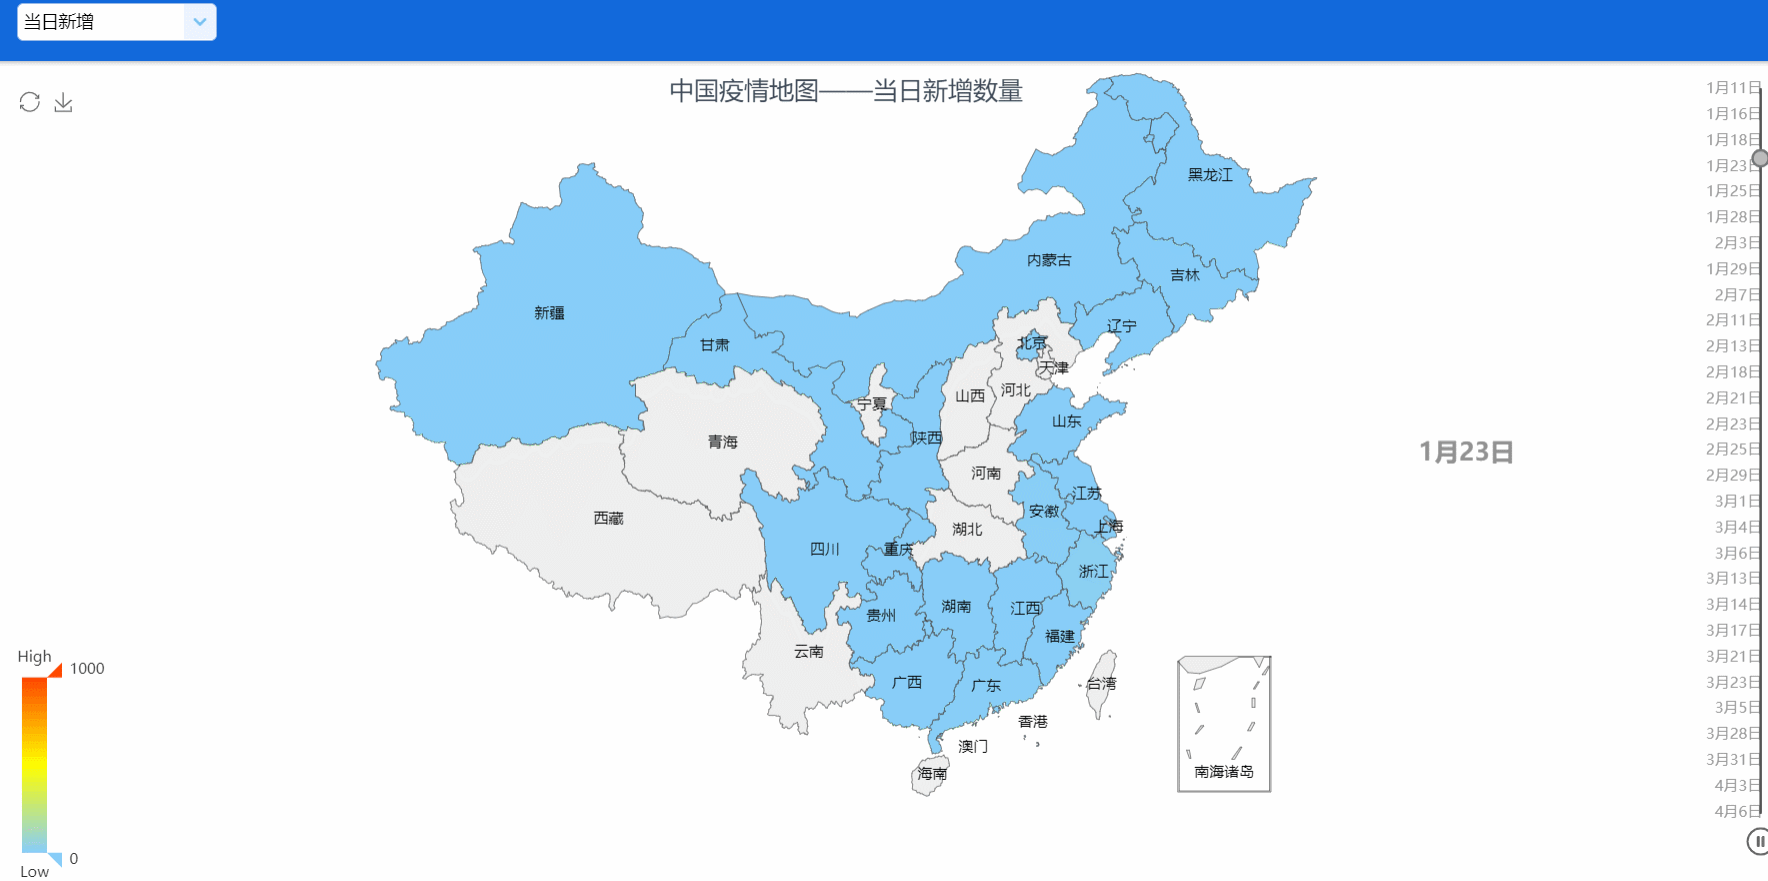 当日新增
中国疫情地图——当日新增数量
1月11日
1月16日
1月18日
1月23日
1月25日
1月28日
2月3日
1月29日
2月7日
2月11日
2月13日
2月18日
2月21日
2月23日
2月25日
2月29日
3月1日
3月4日
3月6日
3月13日
3月14日
3月17日
3月21日
3月23日
3月5日
3月28日
3月31日
4月3日
4月6日
黑龙江
内蒙古
吉林
新疆
辽宁
甘肃
北京
天津
河北
山西
宁夏
山东
陕西
青海
河南
江苏
安徽
西藏
上海
湖北
四川
重庆
浙江
湖南
江西
贵州
福建
云南
广西
广东
台湾
香港
澳门
海南
南海诸岛
1月23日
High
1000
0
Low